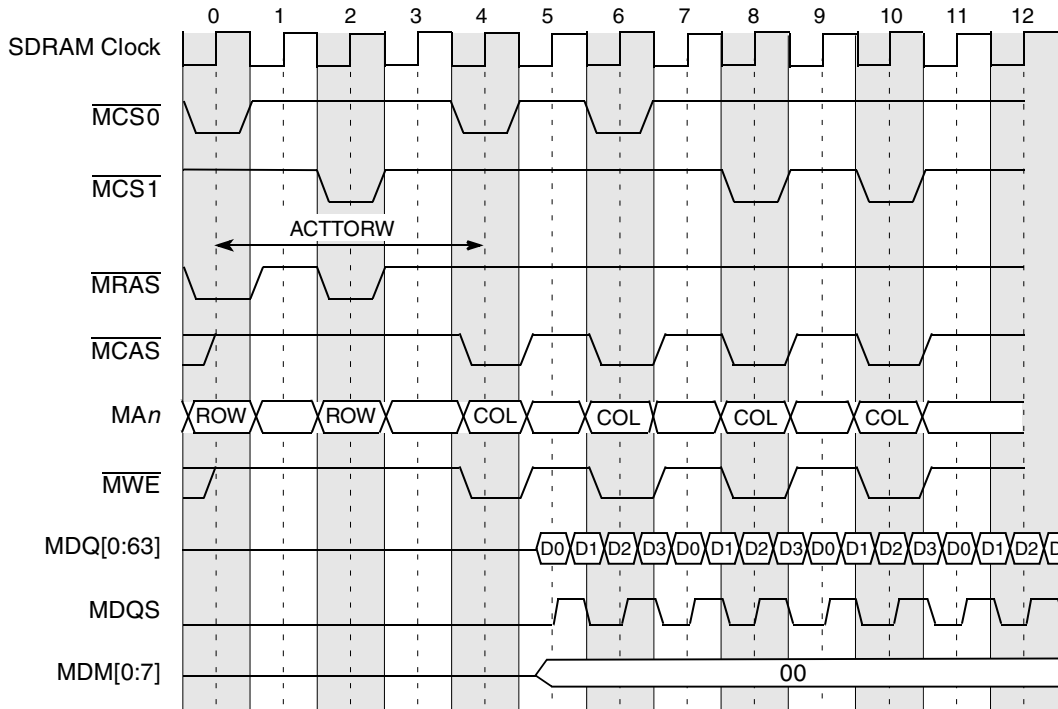 0 1 2 3 4 5 6 7 8 9 10 11 12
SDRAM Clock
MCS0
MCS1
ACTTORW
MRAS
MCAS
MAn ROW ROW COL COL COL COL
MWE
MDQ[0:63] D0 D1 D2 D3 D0 D1 D2 D3 D0 D1 D2 D3 D0 D1 D2 D
MDQS
MDM[0:7] 00